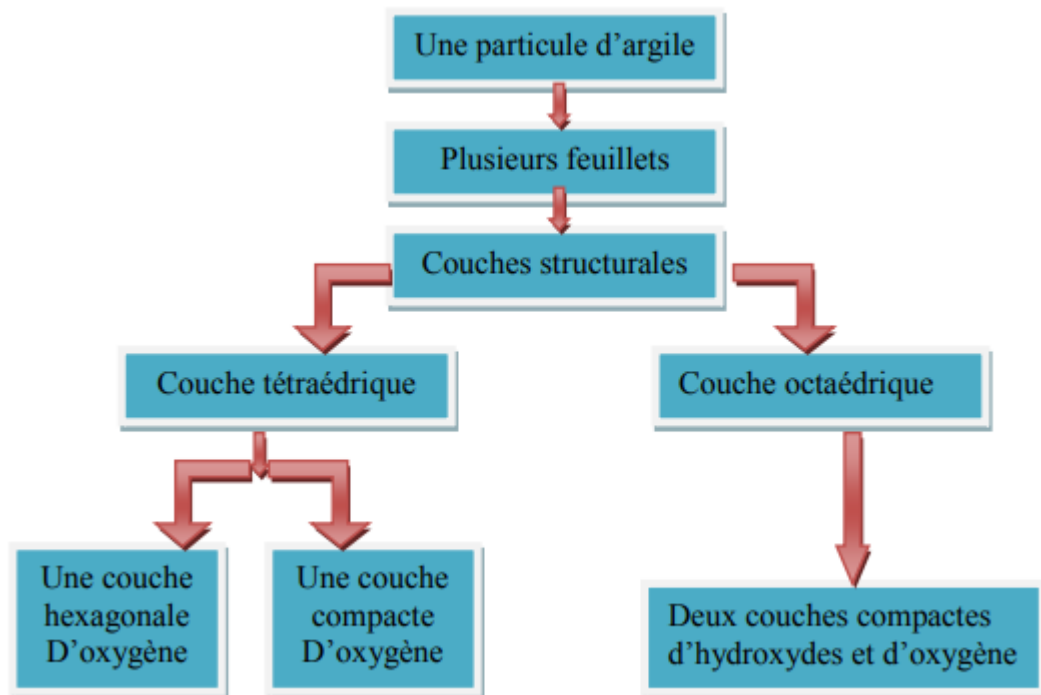 Une particule d'argile
Plusieurs feuillets
Couches structurales
Couche tétraédrique
Couche octaédrique
Une couche
hexagonale
D'oxygène
Une couche
compacte
D'oxygène
Deux couches compactes
d'hydroxydes et d'oxygène